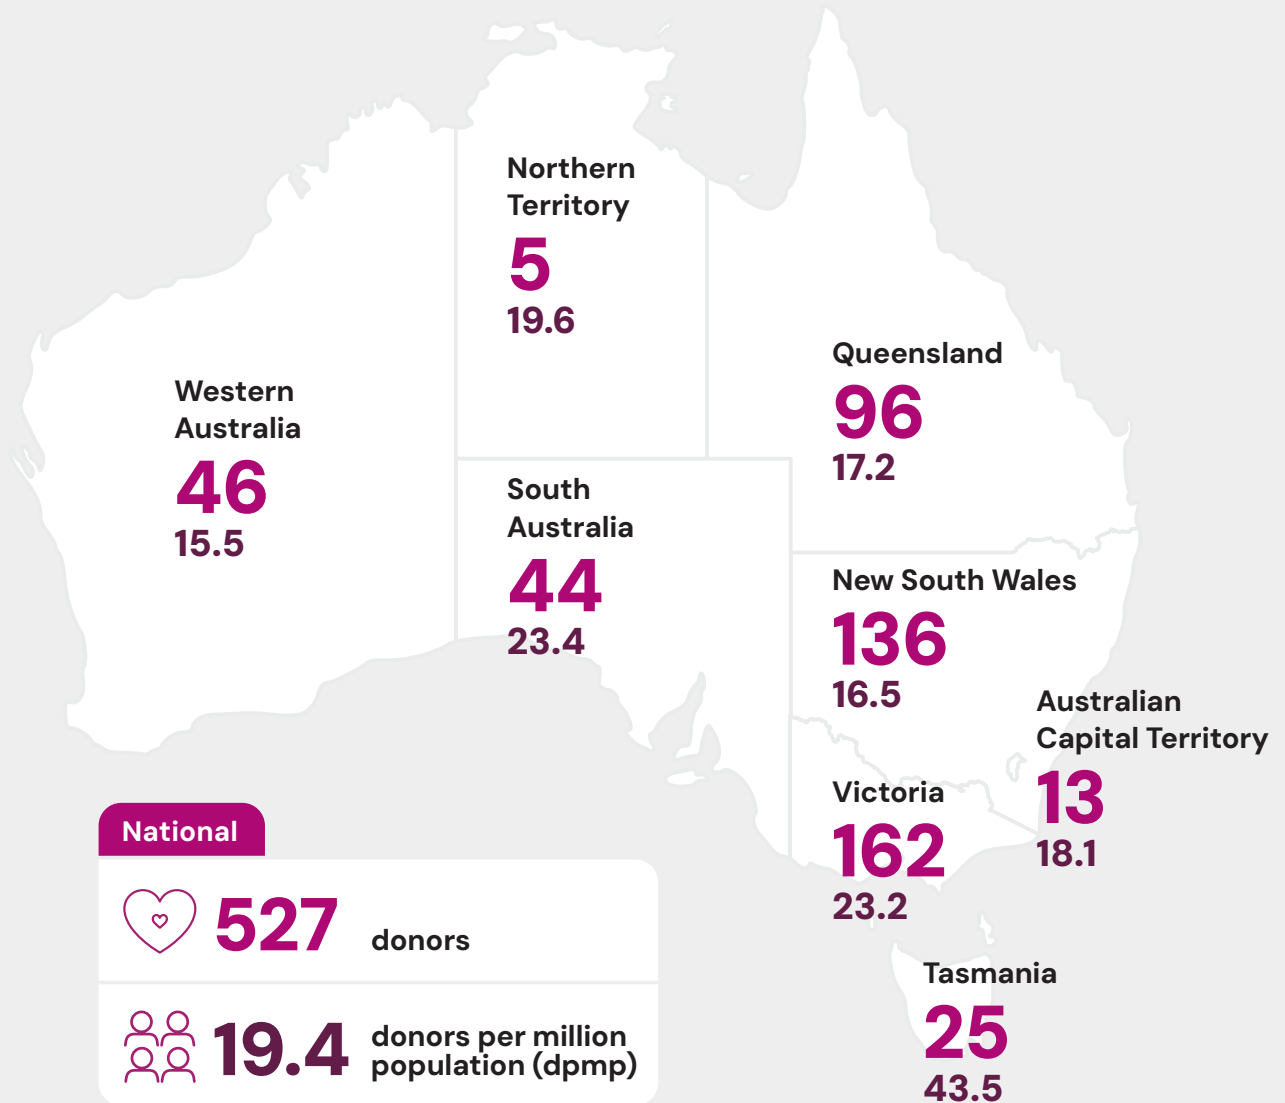 Northern
Territory
5
19.6
Queensland
96
17.2
Western
Australia
46
15.5
South
Australia
44
23.4
New South Wales
136
16.5
Australian
Capital Territory
13
18.1
Victoria
162
23.2
Tasmania
25
43.5
National
527 donors
19.4 donors per million
population (dpmp)